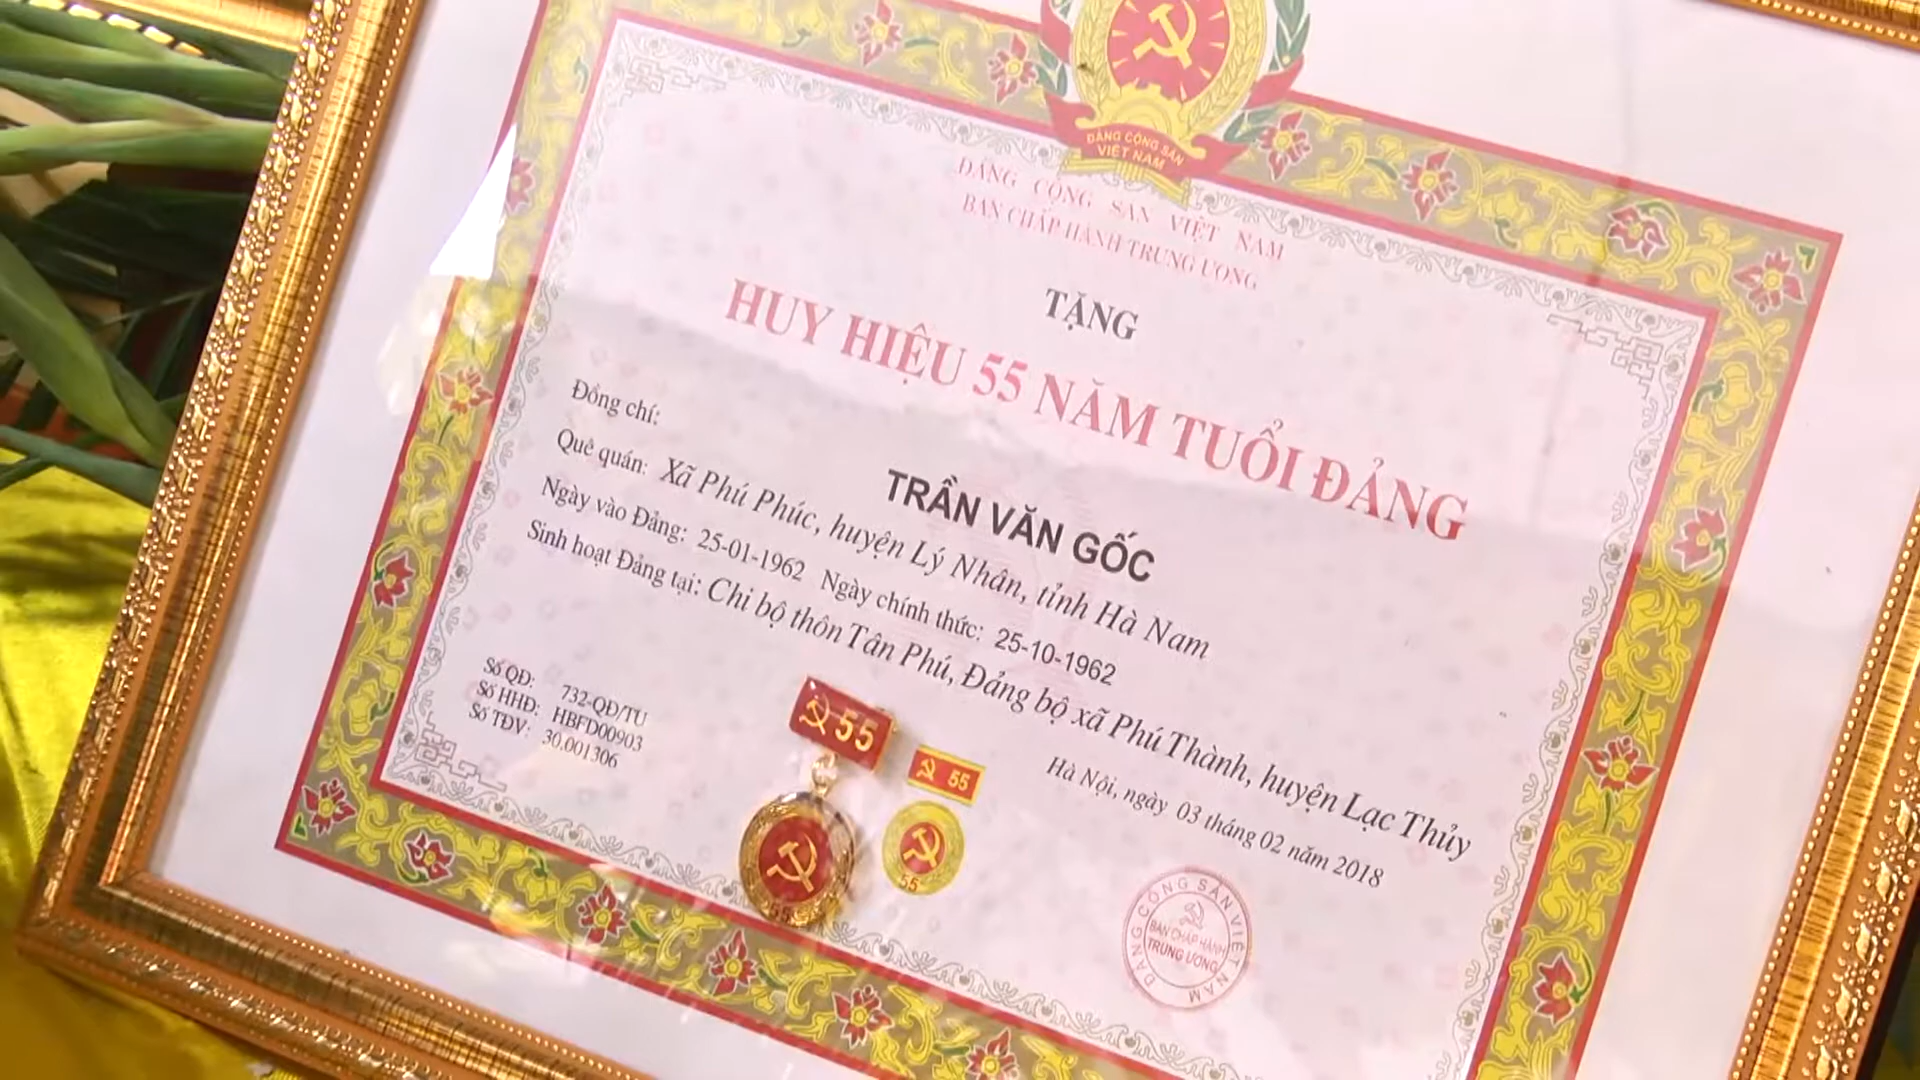 ĐẢNG CỘNG SẢN
VIỆT NAM
ĐẢNG CỘNG SẢN VIỆT NAM
BAN CHẤP HÀNH TRUNG ƯƠNG
TẶNG
HUY HIỆU 55 NĂM TUỔI ĐẢNG
Đồng chí:
TRẦN VĂN GỐC
Quê quán: Xã Phú Phúc, huyện Lý Nhân, tỉnh Hà Nam
Ngày vào Đảng: 25-01-1962 Ngày chính thức: 25-10-1962
Sinh hoạt Đảng tại: Chi bộ thôn Tân Phú, Đảng bộ xã Phú Thành, huyện Lạc Thủy
Số QĐ: 732-QĐ/TU
Số HHĐ: HBFD00903
Số TĐV: 30.001306
Hà Nội, ngày 03 tháng 02 năm 2018
55
55
55
55
ĐẢNG CỘNG SẢN VIỆT NAM
BAN CHẤP HÀNH
TRUNG ƯƠNG